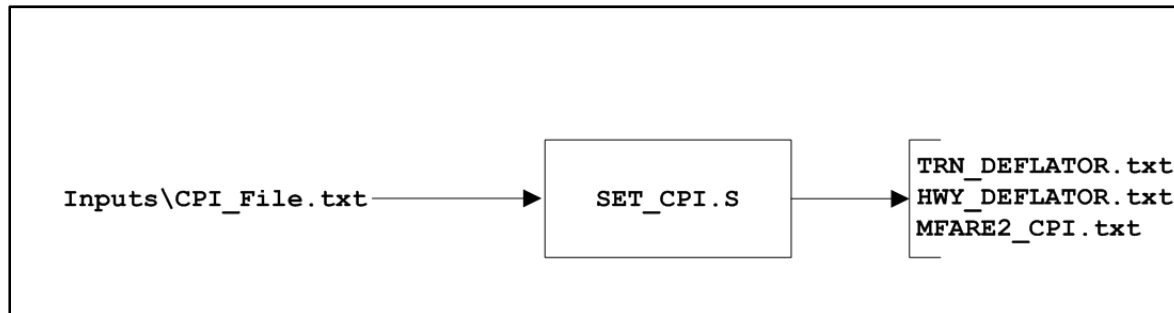 Inputs\CPI_File.txt
SET_CPI.S
TRN_DEFLATOR.txt
HWY_DEFLATOR.txt
MFARE2_CPI.txt